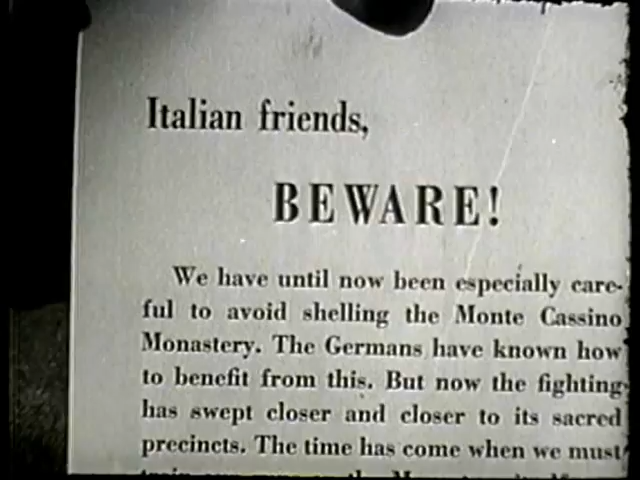 Italian friends,
BEWARE!
We have until now been especially care-
ful to avoid shelling the Monte Cassino
Monastery. The Germans have known how
to benefit from this. But now the fighting
has swept closer and closer to its sacred
precincts. The time has come when we must